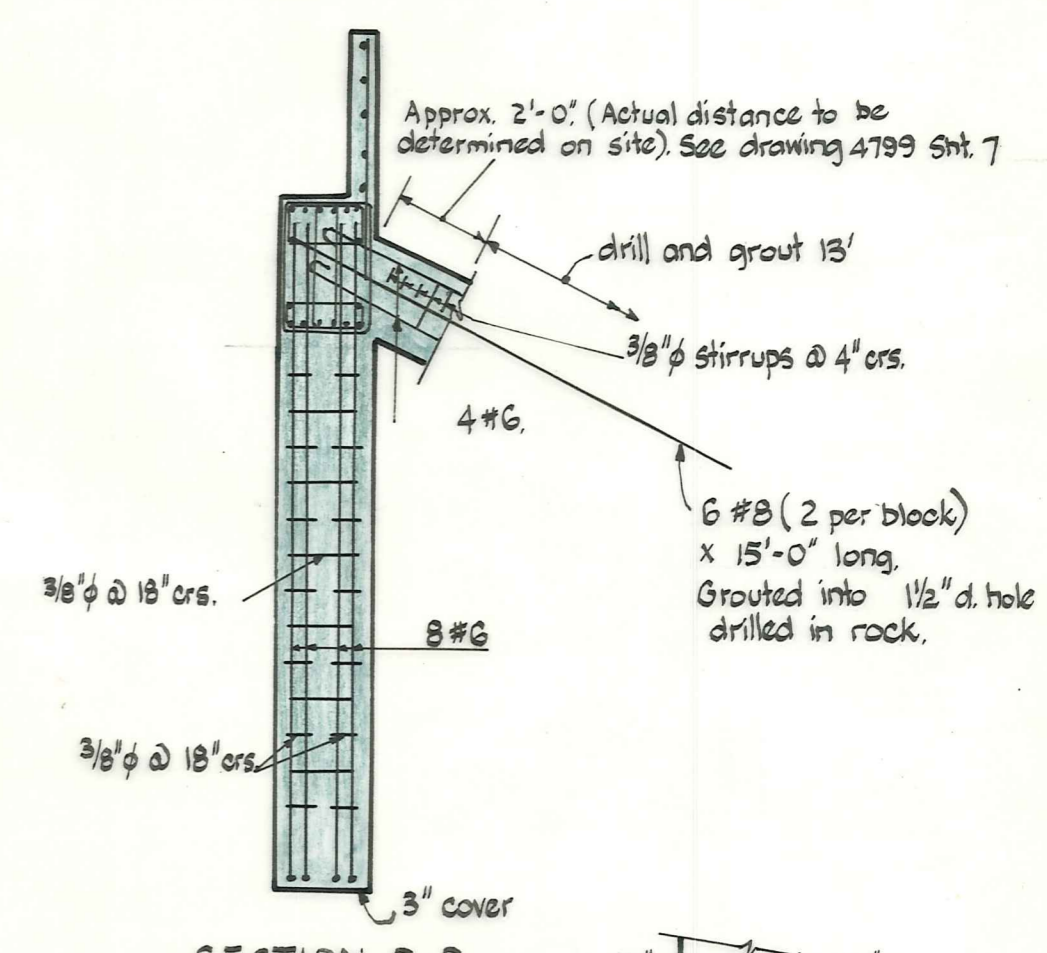 Approx. 2'-0". (Actual distance to be
determined on site). See drawing 4799 Sht. 7
drill and grout 13'
3/8"ϕ stirrups @ 4" crs.
4 #6.
6 #8 ( 2 per block)
x 15'-0" long.
Grouted into 1½" d. hole
drilled in rock.
3/8"ϕ @ 18" crs.
8 #6
3/8"ϕ @ 18" crs.
3" cover